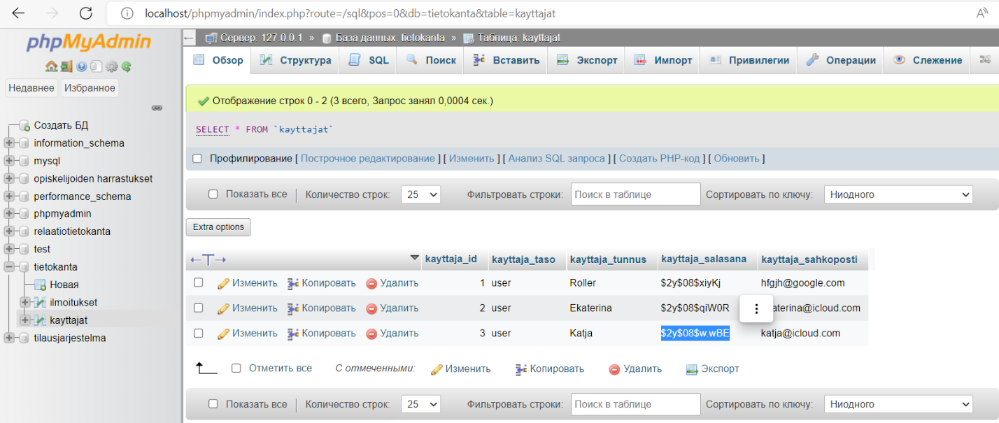 localhost/phpmyadmin/index.php?route=/sql&pos=0&db=tietokanta&table=kayttajat
phpMyAdmin
Недавнее Избранное
Создать БД
information_schema
mysql
opiskelijoiden harrastukset
performance_schema
phpmyadmin
relaatiotietokanta
test
tietokanta
Новая
ilmoitukset
kayttajat
tilausjarjestelma
Сервер: 127.0.0.1 » База данных: tietokanta » Таблица: kayttajat
Обзор Структура SQL Поиск Вставить Экспорт Импорт Привилегии Операции Слежение
Отображение строк 0 - 2 (3 всего, Запрос занял 0,0004 сек.)
SELECT * FROM `kayttajat`
Профилирование [ Построчное редактирование ] [ Изменить ] [ Анализ SQL запроса ] [ Создать PHP-код ] [ Обновить ]
Показать все Количество строк: 25 Фильтровать строки: Поиск в таблице Сортировать по ключу: Ниодного
Extra options
←T→ kayttaja_id kayttaja_taso kayttaja_tunnus kayttaja_salasana kayttaja_sahkoposti
Изменить Копировать Удалить 1 user Roller $2y$08$xiyKj hfgjh@google.com
Изменить Копировать Удалить 2 user Ekaterina $2y$08$qiW0R aterina@icloud.com
Изменить Копировать Удалить 3 user Katja $2y$08$w.wBE katja@icloud.com
Отметить все С отмеченными: Изменить Копировать Удалить Экспорт
Показать все Количество строк: 25 Фильтровать строки: Поиск в таблице Сортировать по ключу: Ниодного